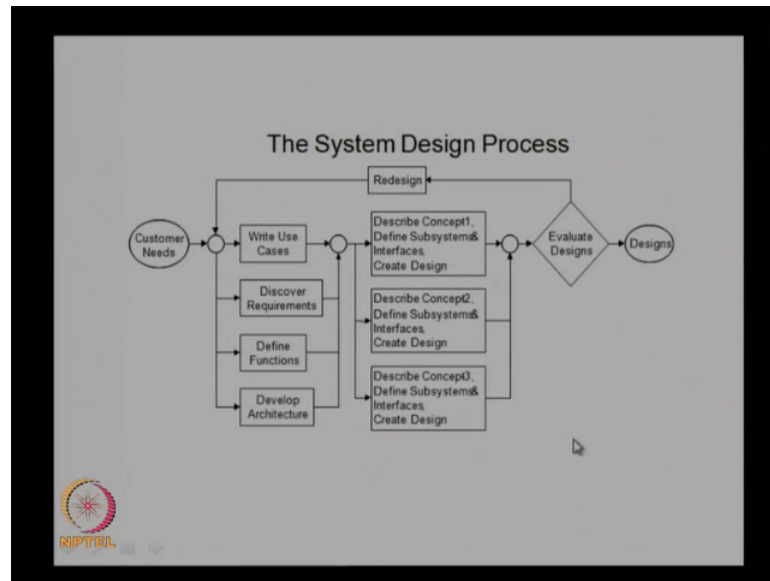 The System Design Process
Redesign
Customer
Needs
Write Use
Cases
Discover
Requirements
Define
Functions
Develop
Architecture
Describe Concept1,
Define Subsystems&
Interfaces,
Create Design
Describe Concept2,
Define Subsystems&
Interfaces,
Create Design
Describe Concept3,
Define Subsystems&
Interfaces,
Create Design
Evaluate
Designs
Designs
NPTEL